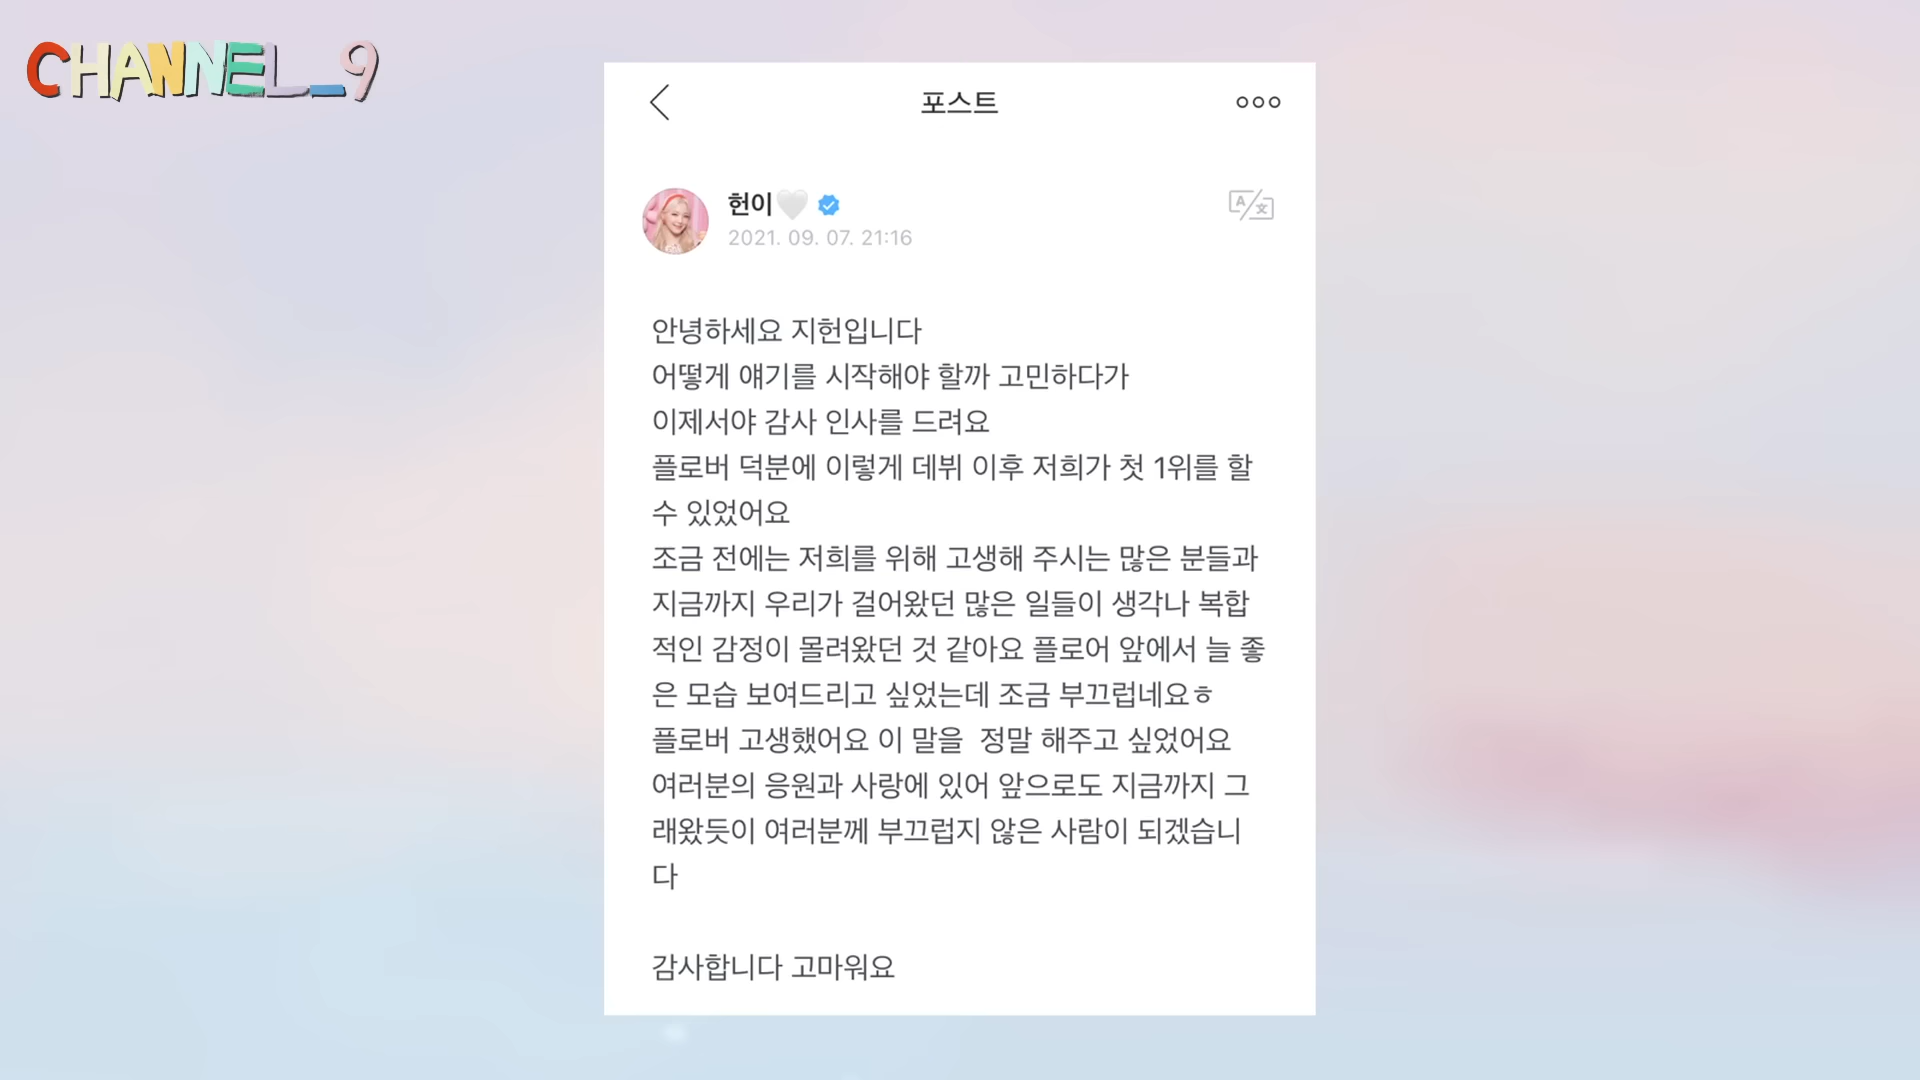 CHANNEL_9
포스트
헌이🤍
2021. 09. 07. 21:16
안녕하세요 지헌입니다
어떻게 얘기를 시작해야 할까 고민하다가
이제서야 감사 인사를 드려요
플로버 덕분에 이렇게 데뷔 이후 저희가 첫 1위를 할
수 있었어요
조금 전에는 저희를 위해 고생해 주시는 많은 분들과
지금까지 우리가 걸어왔던 많은 일들이 생각나 복합
적인 감정이 몰려왔던 것 같아요 플로어 앞에서 늘 좋
은 모습 보여드리고 싶었는데 조금 부끄럽네요ㅎ
플로버 고생했어요 이 말을  정말 해주고 싶었어요
여러분의 응원과 사랑에 있어 앞으로도 지금까지 그
래왔듯이 여러분께 부끄럽지 않은 사람이 되겠습니
다
감사합니다 고마워요